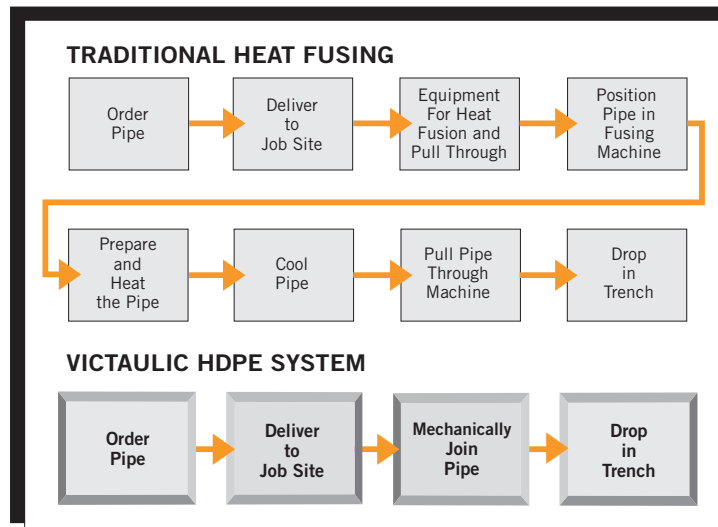 TRADITIONAL HEAT FUSING
Order
Pipe
Deliver
to
Job Site
Equipment
For Heat
Fusion and
Pull Through
Position
Pipe in
Fusing
Machine
Prepare
and
Heat
the Pipe
Cool
Pipe
Pull Pipe
Through
Machine
Drop
in
Trench
VICTAULIC HDPE SYSTEM
Order
Pipe
Deliver
to
Job Site
Mechanically
Join
Pipe
Drop
in
Trench